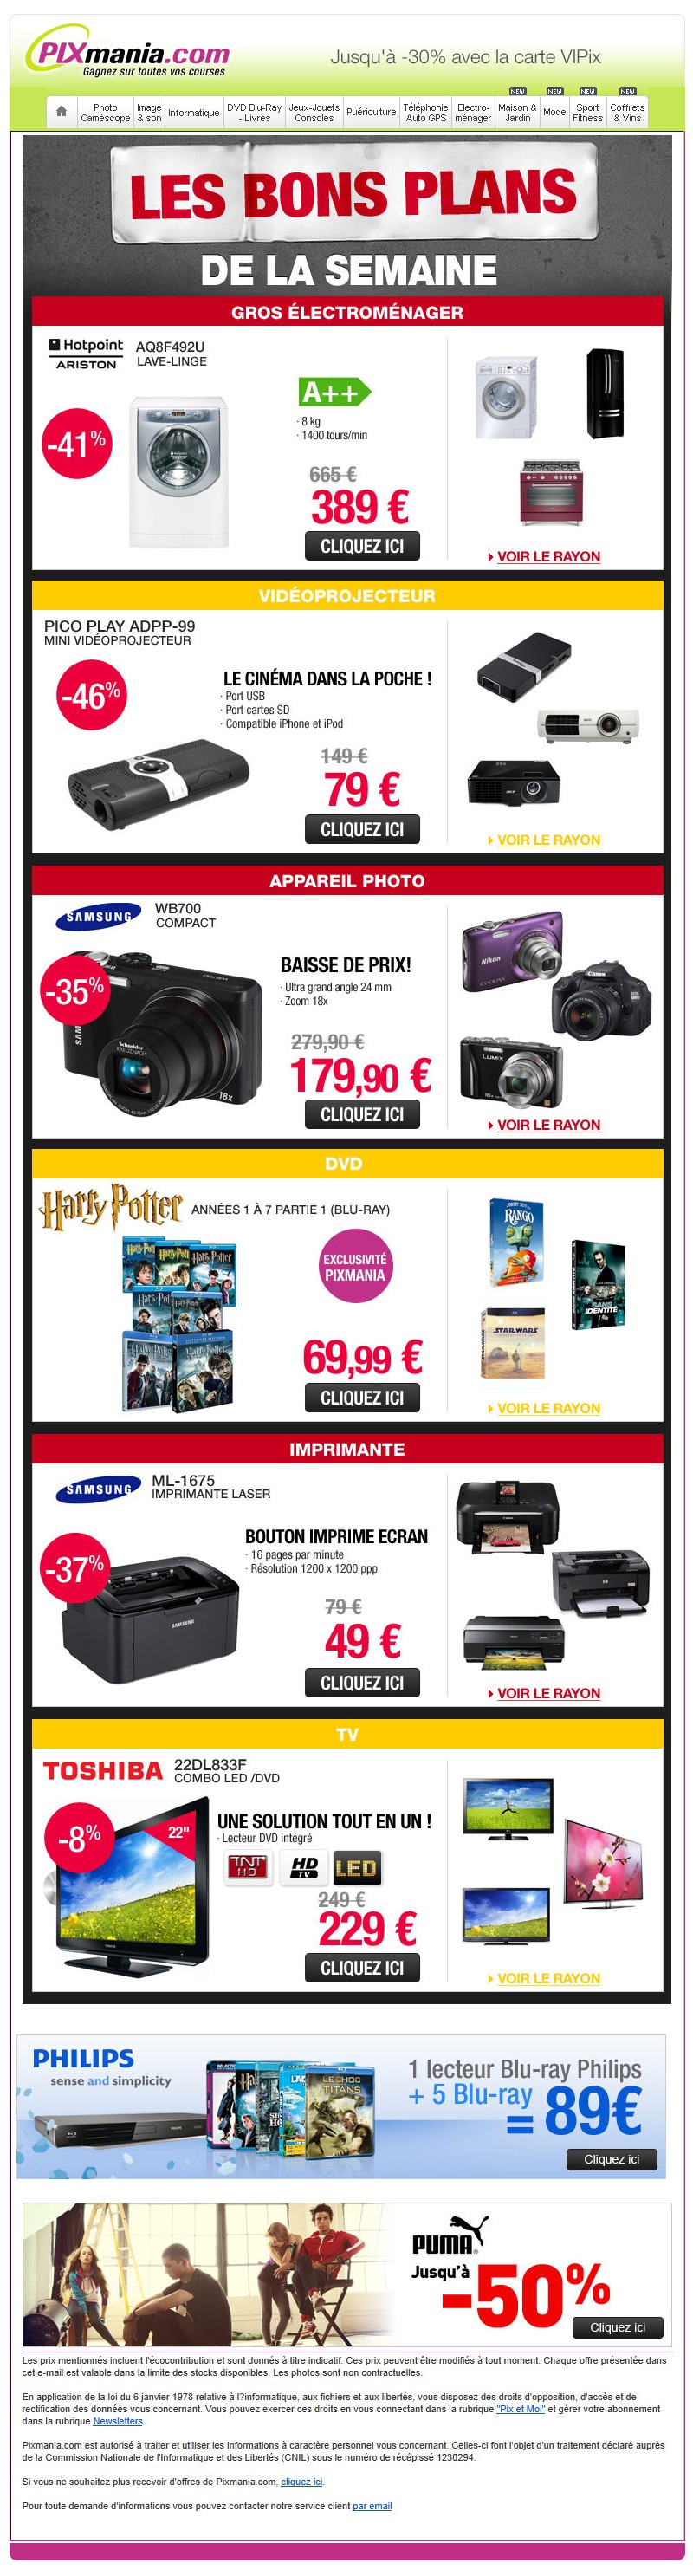 PIXmania.com
Gagnez sur toutes vos courses
Jusqu'à -30% avec la carte VIPix
NEW NEW NEW NEW
Photo Caméscope
Image & son
Informatique
DVD Blu-Ray - Livres
Jeux-Jouets Consoles
Puériculture
Téléphonie Auto GPS
Electro-ménager
Maison & Jardin
Mode
Sport Fitness
Coffrets & Vins
LES BONS PLANS
DE LA SEMAINE
GROS ÉLECTROMÉNAGER
Hotpoint
ARISTON
AQ8F492U
LAVE-LINGE
A++
-41%
· 8 kg
· 1400 tours/min
665 €
389 €
CLIQUEZ ICI
VOIR LE RAYON
VIDÉOPROJECTEUR
PICO PLAY ADPP-99
MINI VIDÉOPROJECTEUR
-46%
LE CINÉMA DANS LA POCHE !
· Port USB
· Port cartes SD
· Compatible iPhone et iPod
149 €
79 €
CLIQUEZ ICI
acer
VOIR LE RAYON
APPAREIL PHOTO
SAMSUNG
WB700
COMPACT
-35%
SAM
Schneider
KREUZNACH
18x
BAISSE DE PRIX!
· Ultra grand angle 24 mm
· Zoom 18x
279,90 €
179,90 €
CLIQUEZ ICI
Nikon
COOLPIX
Canon
LUMIX
VOIR LE RAYON
DVD
Harry Potter
ANNÉES 1 À 7 PARTIE 1 (BLU-RAY)
EXCLUSIVITÉ
PIXMANIA
69,99 €
CLIQUEZ ICI
RANGO
SANS
IDENTITÉ
STAR WARS
VOIR LE RAYON
IMPRIMANTE
SAMSUNG
ML-1675
IMPRIMANTE LASER
-37%
SAMSUNG
BOUTON IMPRIME ECRAN
· 16 pages par minute
· Résolution 1200 x 1200 ppp
79 €
49 €
CLIQUEZ ICI
VOIR LE RAYON
TV
TOSHIBA
22DL833F
COMBO LED /DVD
-8%
22"
UNE SOLUTION TOUT EN UN !
· Lecteur DVD intégré
TNT
HD
HD
TV
LED
249 €
229 €
CLIQUEZ ICI
VOIR LE RAYON
PHILIPS
sense and simplicity
LE CHOC
TITANS
1 lecteur Blu-ray Philips
+ 5 Blu-ray
= 89€
Cliquez ici
PUMA
Jusqu'à
-50%
Cliquez ici
Les prix mentionnés incluent l'écocontribution et sont donnés à titre indicatif. Ces prix peuvent être modifiés à tout moment. Chaque offre présentée dans
cet e-mail est valable dans la limite des stocks disponibles. Les photos sont non contractuelles.
En application de la loi du 6 janvier 1978 relative à l?informatique, aux fichiers et aux libertés, vous disposez des droits d'opposition, d'accès et de
rectification des données vous concernant. Vous pouvez exercer ces droits en vous connectant dans la rubrique "Pix et Moi" et gérer votre abonnement
dans la rubrique Newsletters.
Pixmania.com est autorisé à traiter et utiliser les informations à caractère personnel vous concernant. Celles-ci font l'objet d'un traitement déclaré auprès
de la Commission Nationale de l'Informatique et des Libertés (CNIL) sous le numéro de récépissé 1230294.
Si vous ne souhaitez plus recevoir d'offres de Pixmania.com, cliquez ici.
Pour toute demande d'informations vous pouvez contacter notre service client par email